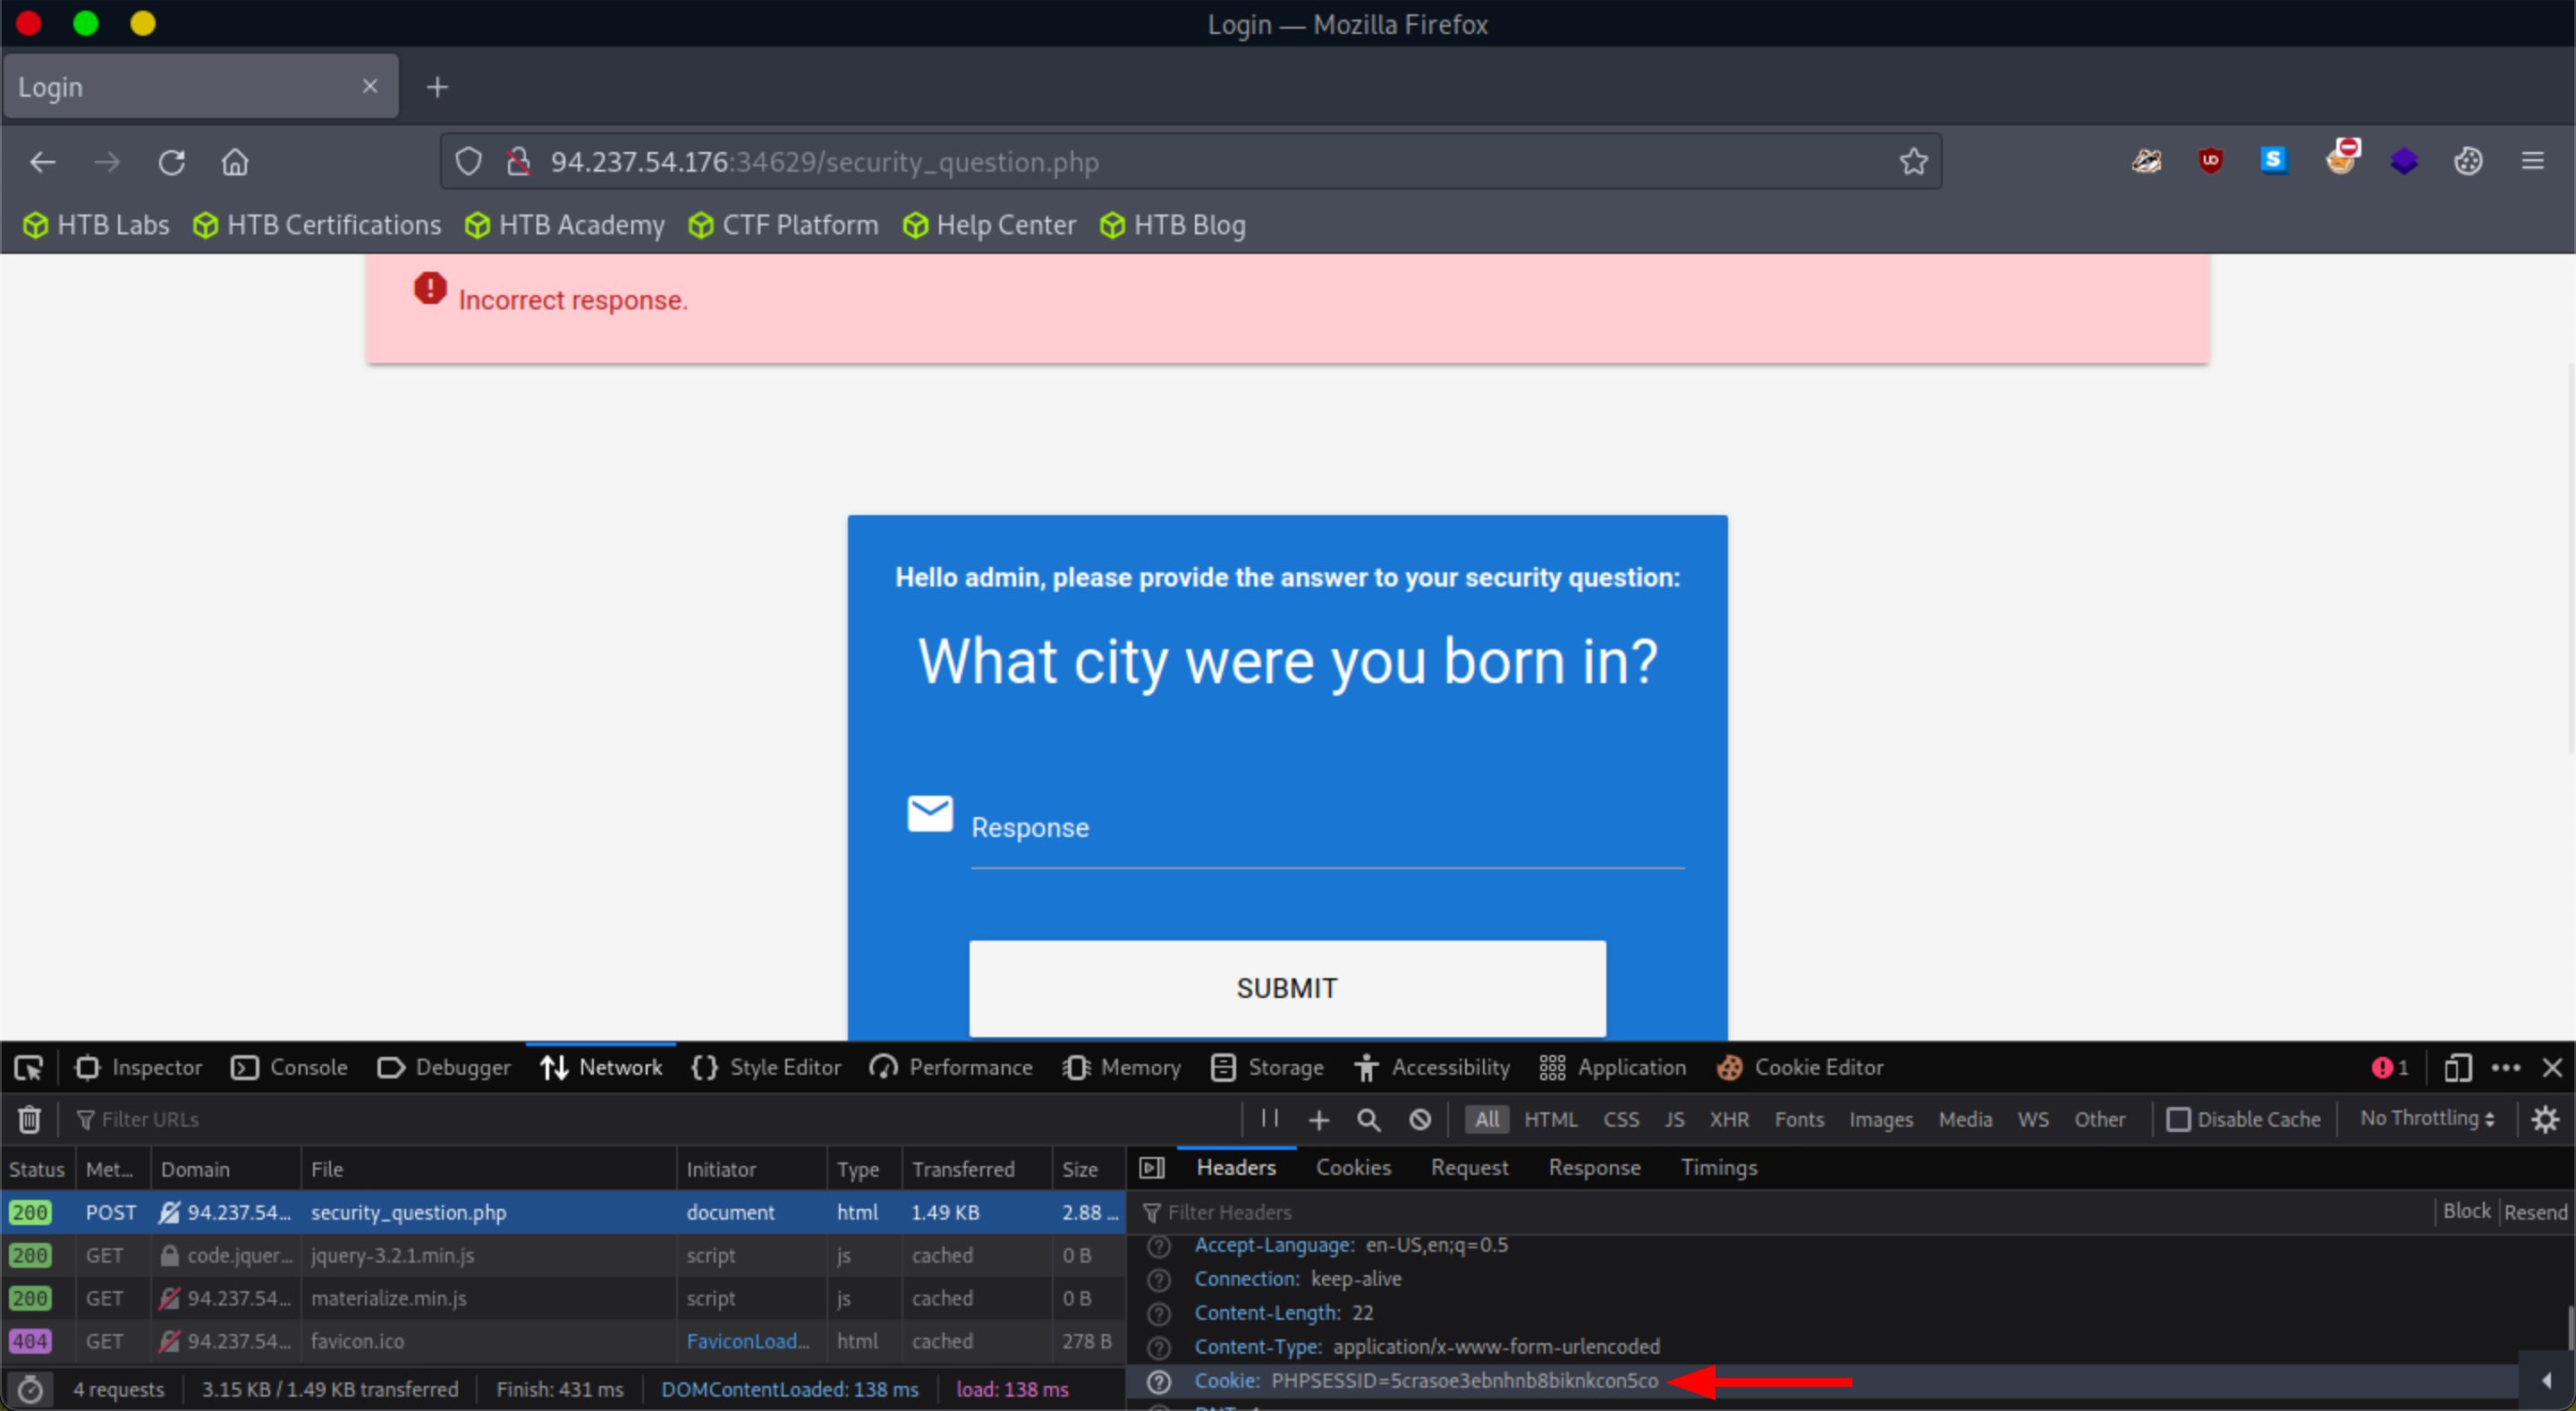 Login — Mozilla Firefox
Login
94.237.54.176:34629/security_question.php
HTB Labs HTB Certifications HTB Academy CTF Platform Help Center HTB Blog
Incorrect response.
Hello admin, please provide the answer to your security question:
What city were you born in?
Response
SUBMIT
Inspector Console Debugger Network Style Editor Performance Memory Storage Accessibility Application Cookie Editor 1
Filter URLs All HTML CSS JS XHR Fonts Images Media WS Other Disable Cache No Throttling
Status Met... Domain File Initiator Type Transferred Size
200 POST 94.237.54... security_question.php document html 1.49 KB 2.88 ...
200 GET code.jquer... jquery-3.2.1.min.js script js cached 0 B
200 GET 94.237.54... materialize.min.js script js cached 0 B
404 GET 94.237.54... favicon.ico FaviconLoad... html cached 278 B
4 requests 3.15 KB / 1.49 KB transferred Finish: 431 ms DOMContentLoaded: 138 ms load: 138 ms
Headers Cookies Request Response Timings
Filter Headers Block Resend
Accept-Language: en-US,en;q=0.5
Connection: keep-alive
Content-Length: 22
Content-Type: application/x-www-form-urlencoded
Cookie: PHPSESSID=5crasoe3ebnhnb8biknkcon5co